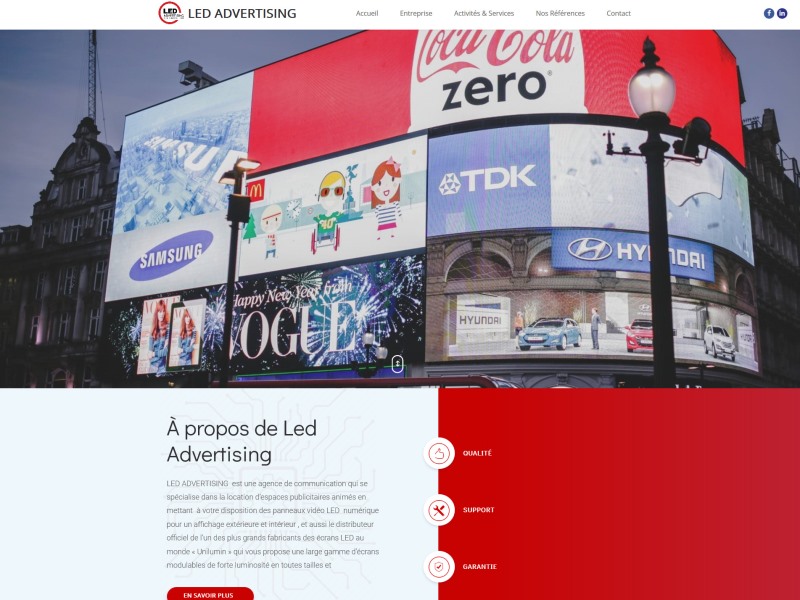 LED
ADVERTISING
LED ADVERTISING
Accueil
Entreprise
Activités & Services
Nos Références
Contact
Coca Cola
zero
SAMSU
TDK
SAMSUNG
HYUNDAI
Happy New Year from
VOGUE
HYUNDAI
À propos de Led
Advertising
LED ADVERTISING est une agence de communication qui se
spécialise dans la location d'espaces publicitaires animés en
mettant à votre disposition des panneaux vidéo LED numérique
pour un affichage extérieure et intérieur , et aussi le distributeur
officiel de l'un des plus grands fabricants des écrans LED au
monde « Unilumin » qui vous propose une large gamme d'écrans
modulables de forte luminosité en toutes tailles et
EN SAVOIR PLUS
QUALITÉ
SUPPORT
GARANTIE